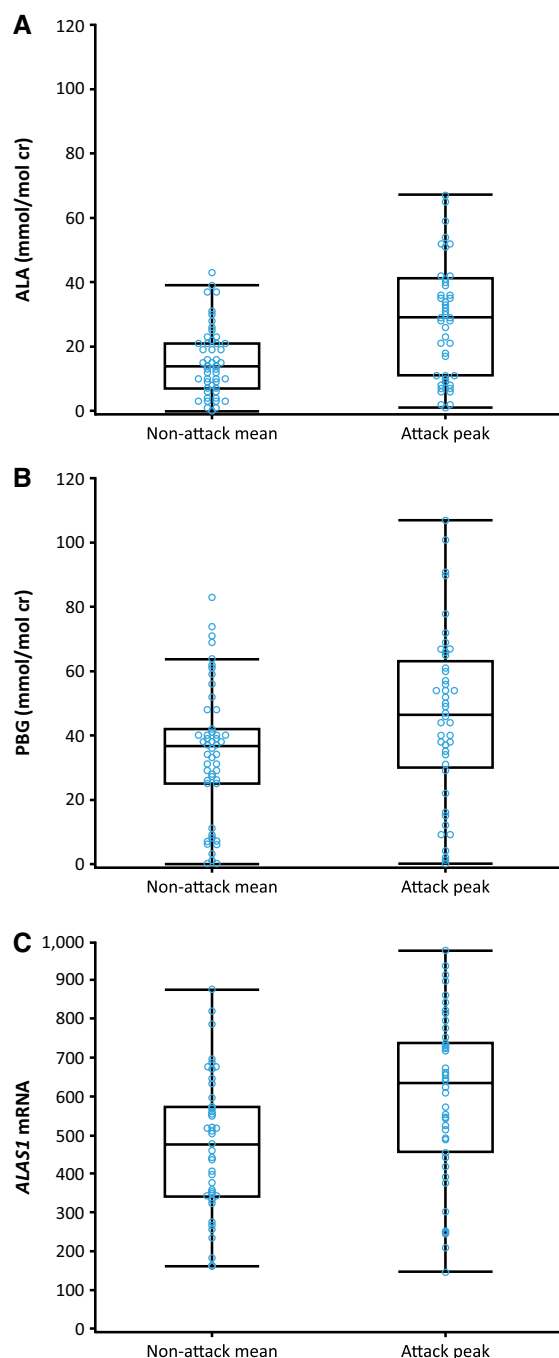 A
ALA (mmol/mol cr)
120
100
80
60
40
20
0
Non-attack mean
Attack peak
B
PBG (mmol/mol cr)
120
100
80
60
40
20
0
Non-attack mean
Attack peak
C
ALAS1 mRNA
1,000
900
800
700
600
500
400
300
200
100
0
Non-attack mean
Attack peak